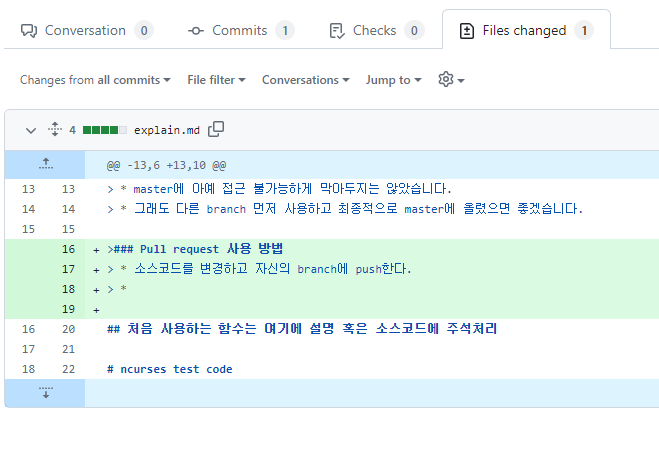 Conversation 0 Commits 1 Checks 0 Files changed 1
Changes from all commits File filter Conversations Jump to
4 explain.md
@@ -13,6 +13,10 @@
13 13 > * master에 아예 접근 불가능하게 막아두지는 않았습니다.
14 14 > * 그래도 다른 branch 먼저 사용하고 최종적으로 master에 올렸으면 좋겠습니다.
15 15
16 + >### Pull request 사용 방법
17 + > * 소스코드를 변경하고 자신의 branch에 push한다.
18 + > *
19 +
16 20 ## 처음 사용하는 함수는 여기에 설명 혹은 소스코드에 주석처리
17 21
18 22 # ncurses test code